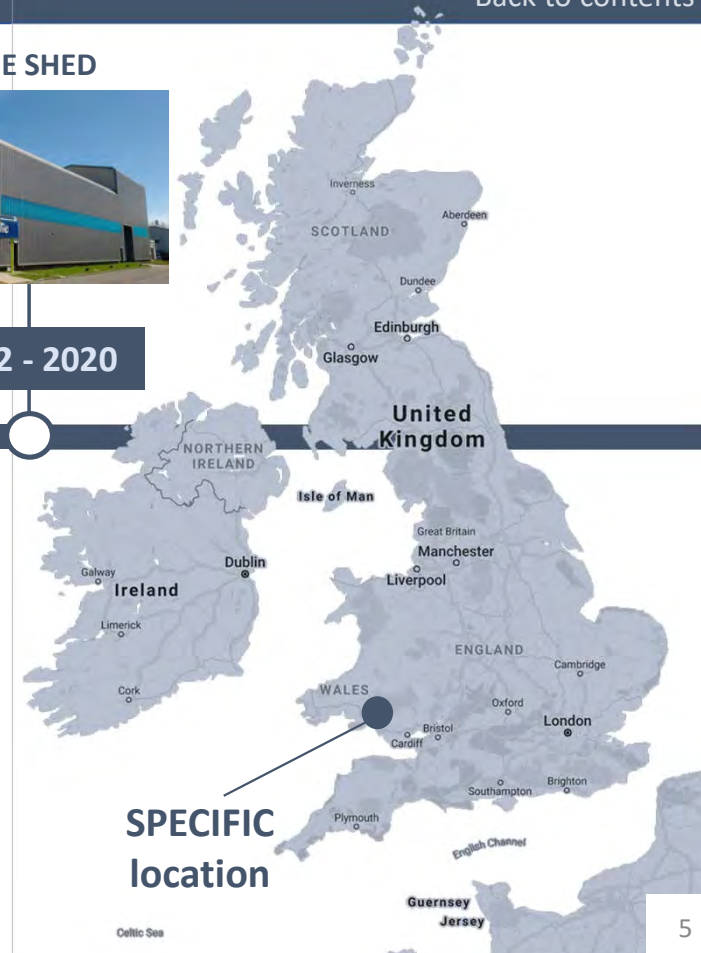 Back to contents
E SHED
2 - 2020
Inverness
SCOTLAND
Aberdeen
Dundee
Edinburgh
Glasgow
United
Kingdom
NORTHERN
IRELAND
Isle of Man
Great Britain
Manchester
Liverpool
Dublin
Galway
Ireland
Limerick
Cork
ENGLAND
Cambridge
WALES
Oxford
London
Bristol
Cardiff
Southampton
Brighton
Plymouth
SPECIFIC
location
English Channel
Guernsey
Jersey
Celtic Sea
5